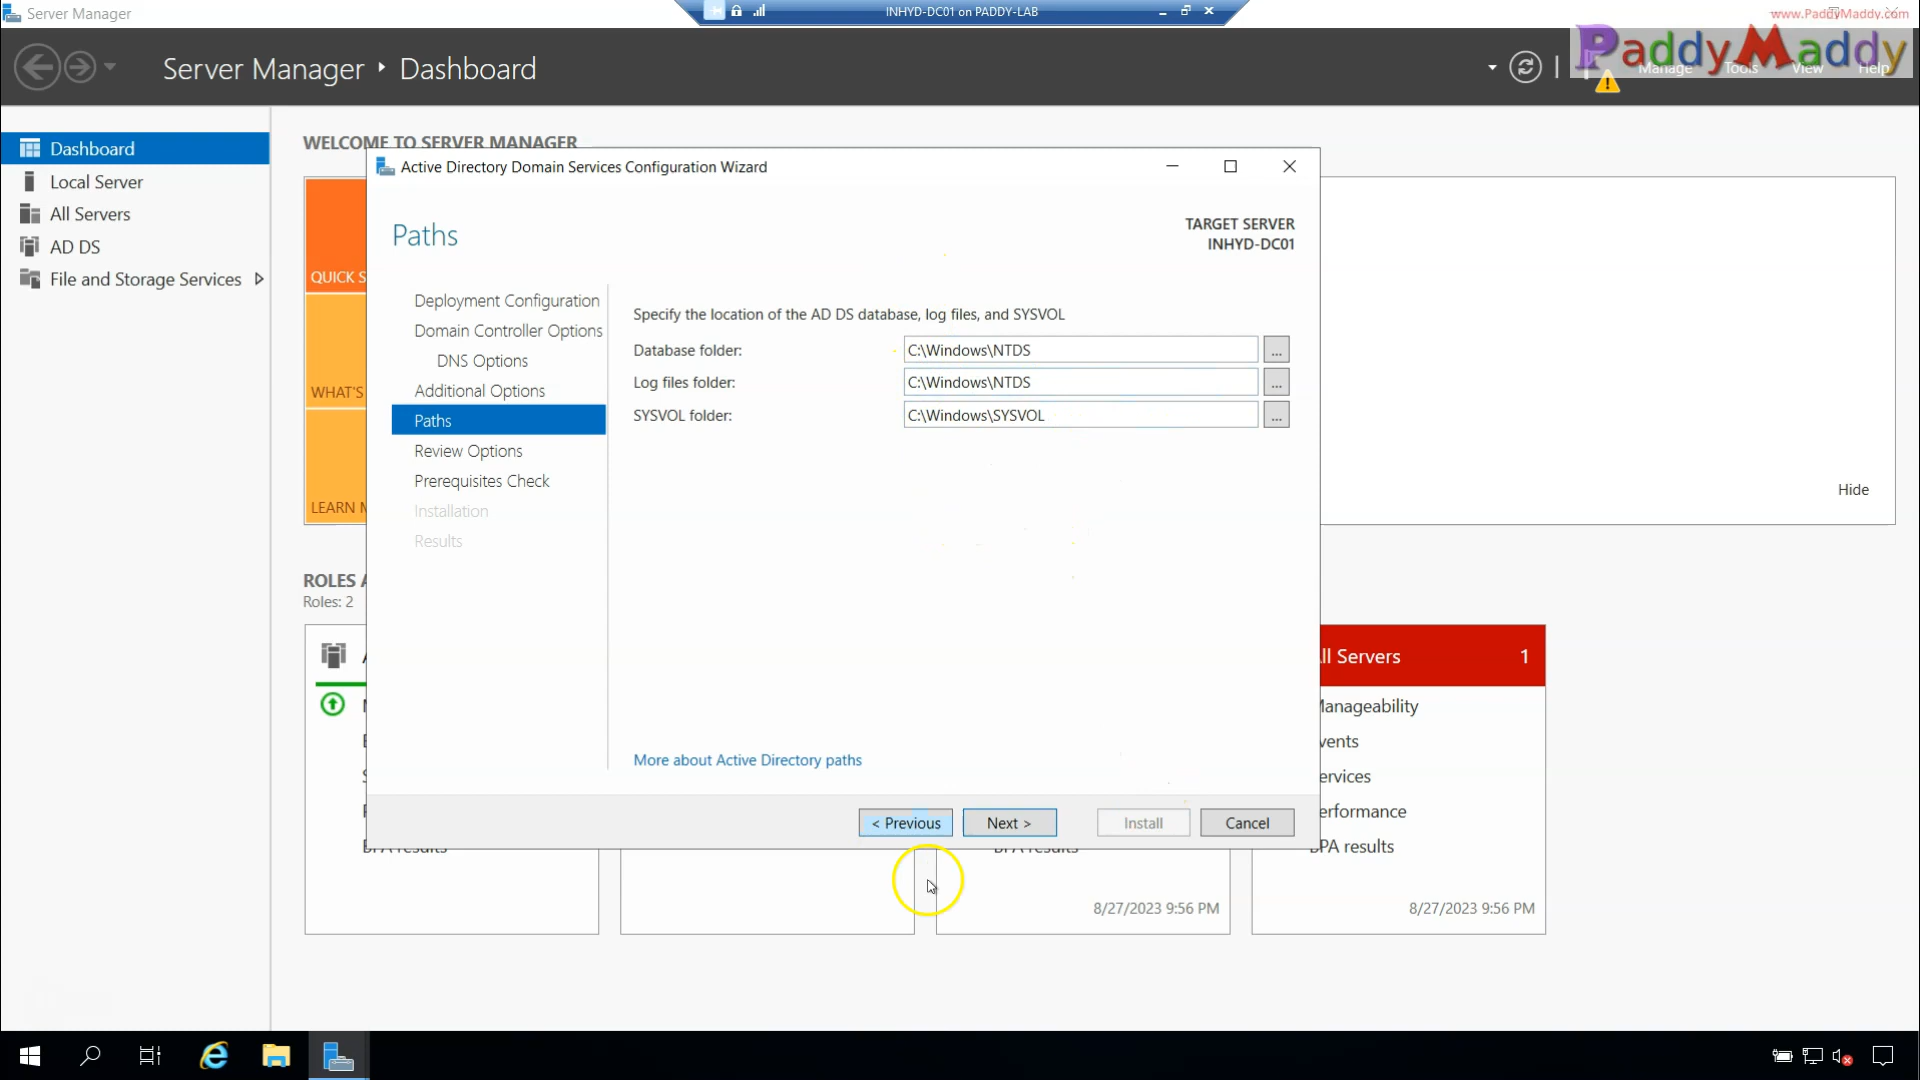 Server Manager
INHYD-DC01 on PADDY-LAB
www.PaddyMaddy.com
PaddyMaddy
Server Manager ‣ Dashboard
Manage Tools View Help
Dashboard
Local Server
All Servers
AD DS
File and Storage Services
WELCOME TO SERVER MANAGER
QUICK S
WHAT'S
LEARN
Hide
Active Directory Domain Services Configuration Wizard
Paths
TARGET SERVER
INHYD-DC01
Deployment Configuration
Domain Controller Options
DNS Options
Additional Options
Paths
Review Options
Prerequisites Check
Installation
Results
Specify the location of the AD DS database, log files, and SYSVOL
Database folder: C:\Windows\NTDS ...
Log files folder: C:\Windows\NTDS ...
SYSVOL folder: C:\Windows\SYSVOL ...
More about Active Directory paths
< Previous Next > Install Cancel
ROLES
Roles: 2
BPA results
BPA results
8/27/2023 9:56 PM
ll Servers 1
Manageability
vents
ervices
erformance
BPA results
8/27/2023 9:56 PM